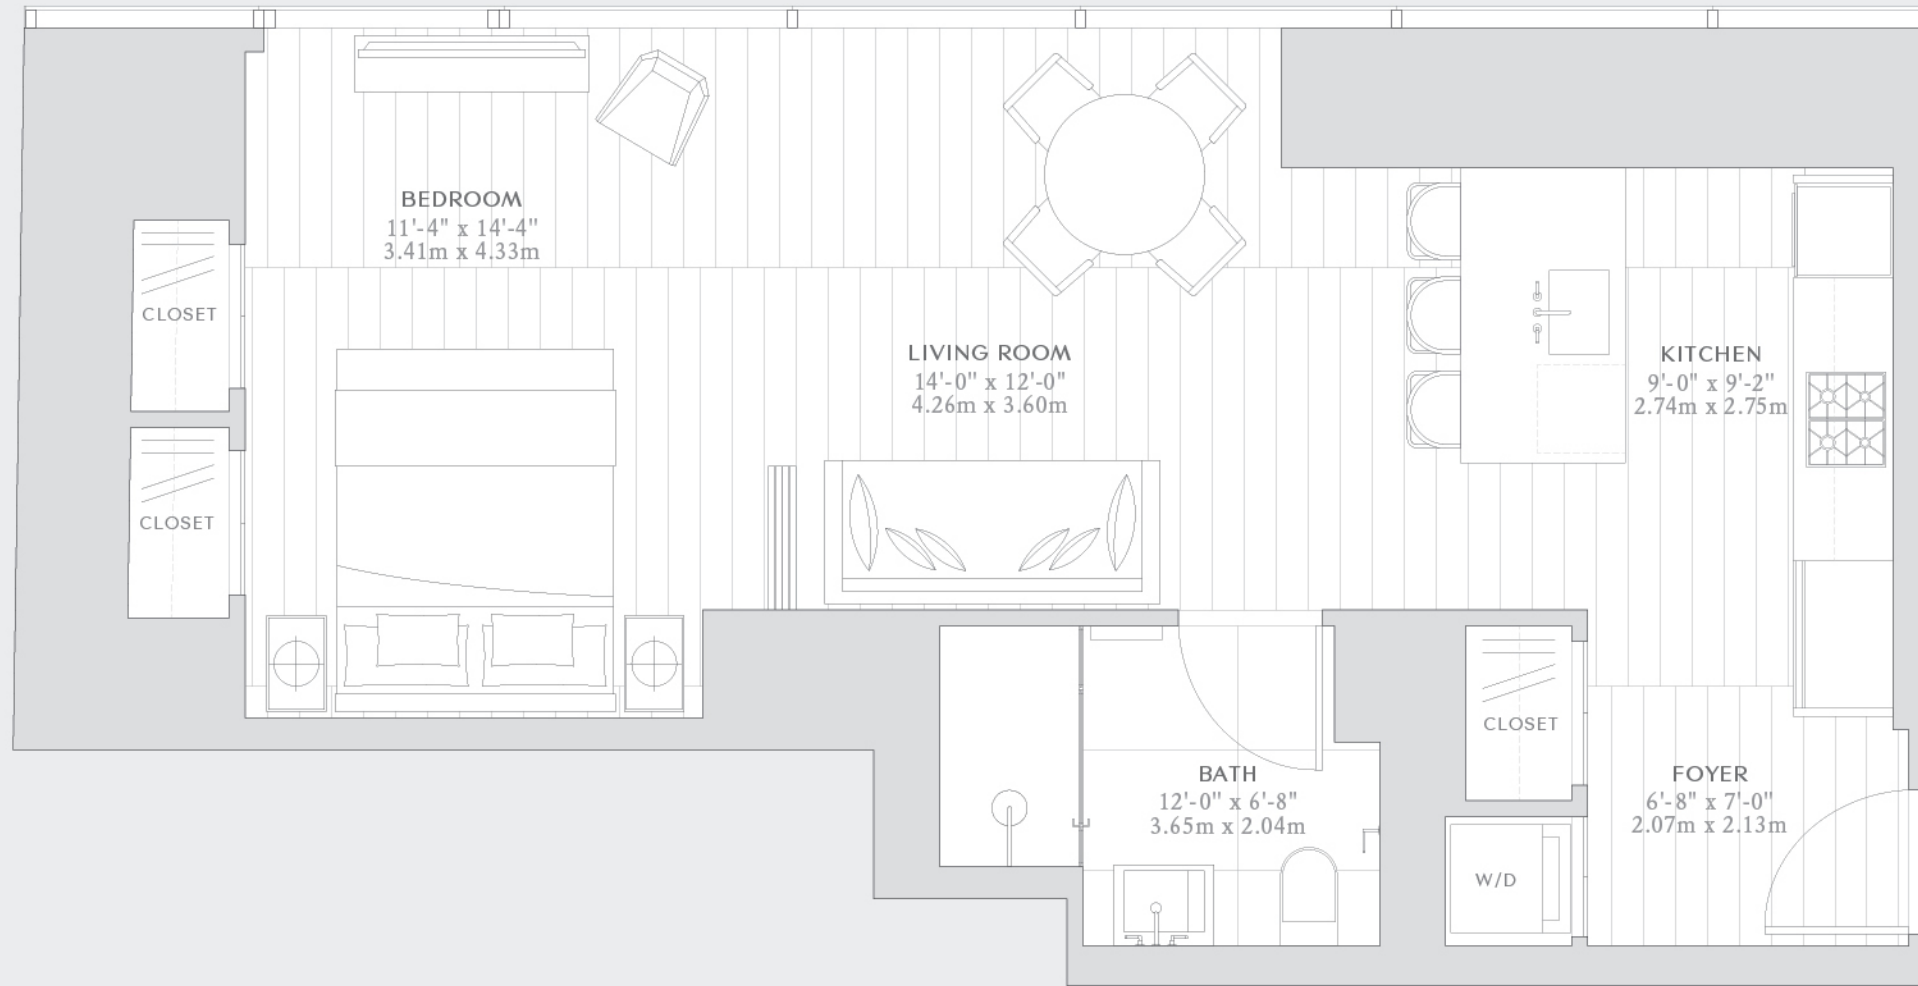 BEDROOM
11'-4" x 14'-4"
3.41m x 4.33m
CLOSET
LIVING ROOM
14'-0" x 12'-0"
4.26m x 3.60m
KITCHEN
9'-0" x 9'-2"
2.74m x 2.75m
CLOSET
CLOSET
BATH
12'-0" x 6'-8"
3.65m x 2.04m
FOYER
6'-8" x 7'-0"
2.07m x 2.13m
W/D